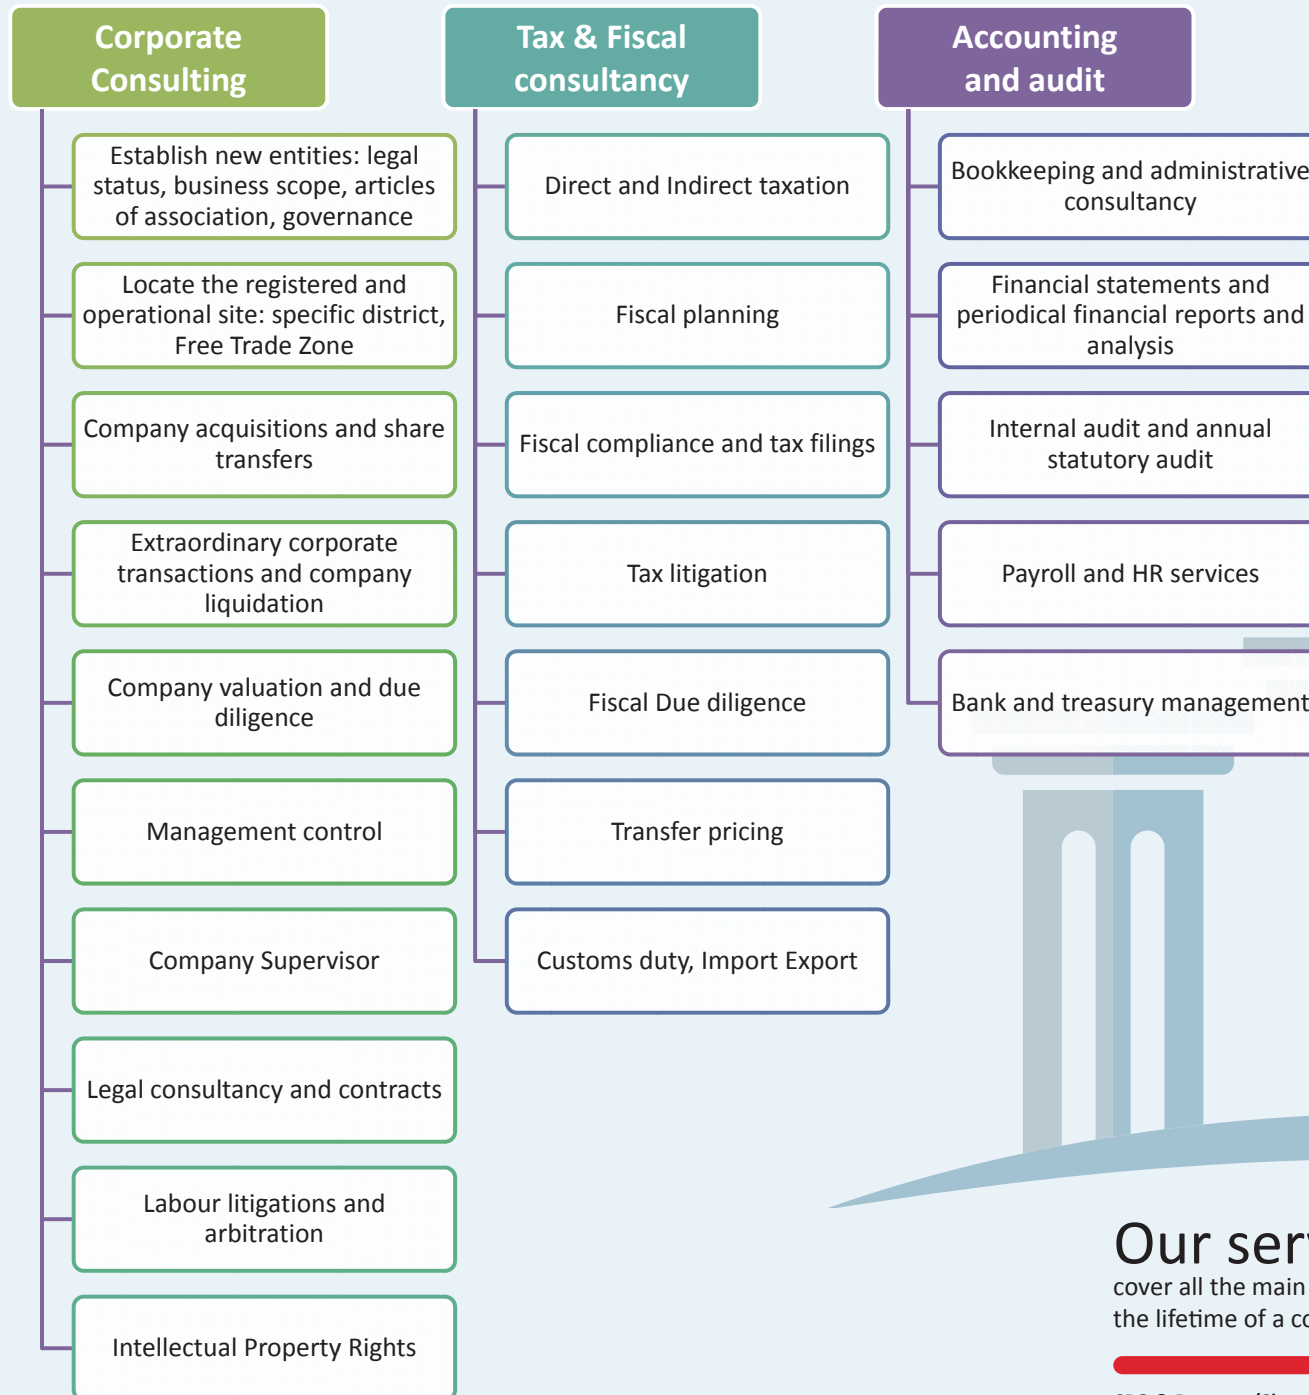 Corporate
Consulting
Establish new entities: legal
status, business scope, articles
of association, governance
Locate the registered and
operational site: specific district,
Free Trade Zone
Company acquisitions and share
transfers
Extraordinary corporate
transactions and company
liquidation
Company valuation and due
diligence
Management control
Company Supervisor
Legal consultancy and contracts
Labour litigations and
arbitration
Intellectual Property Rights
Tax & Fiscal
consultancy
Direct and Indirect taxation
Fiscal planning
Fiscal compliance and tax filings
Tax litigation
Fiscal Due diligence
Transfer pricing
Customs duty, Import Export
Accounting
and audit
Bookkeeping and administrative
consultancy
Financial statements and
periodical financial reports and
analysis
Internal audit and annual
statutory audit
Payroll and HR services
Bank and treasury management
Our
cover all the main
the lifetime of a